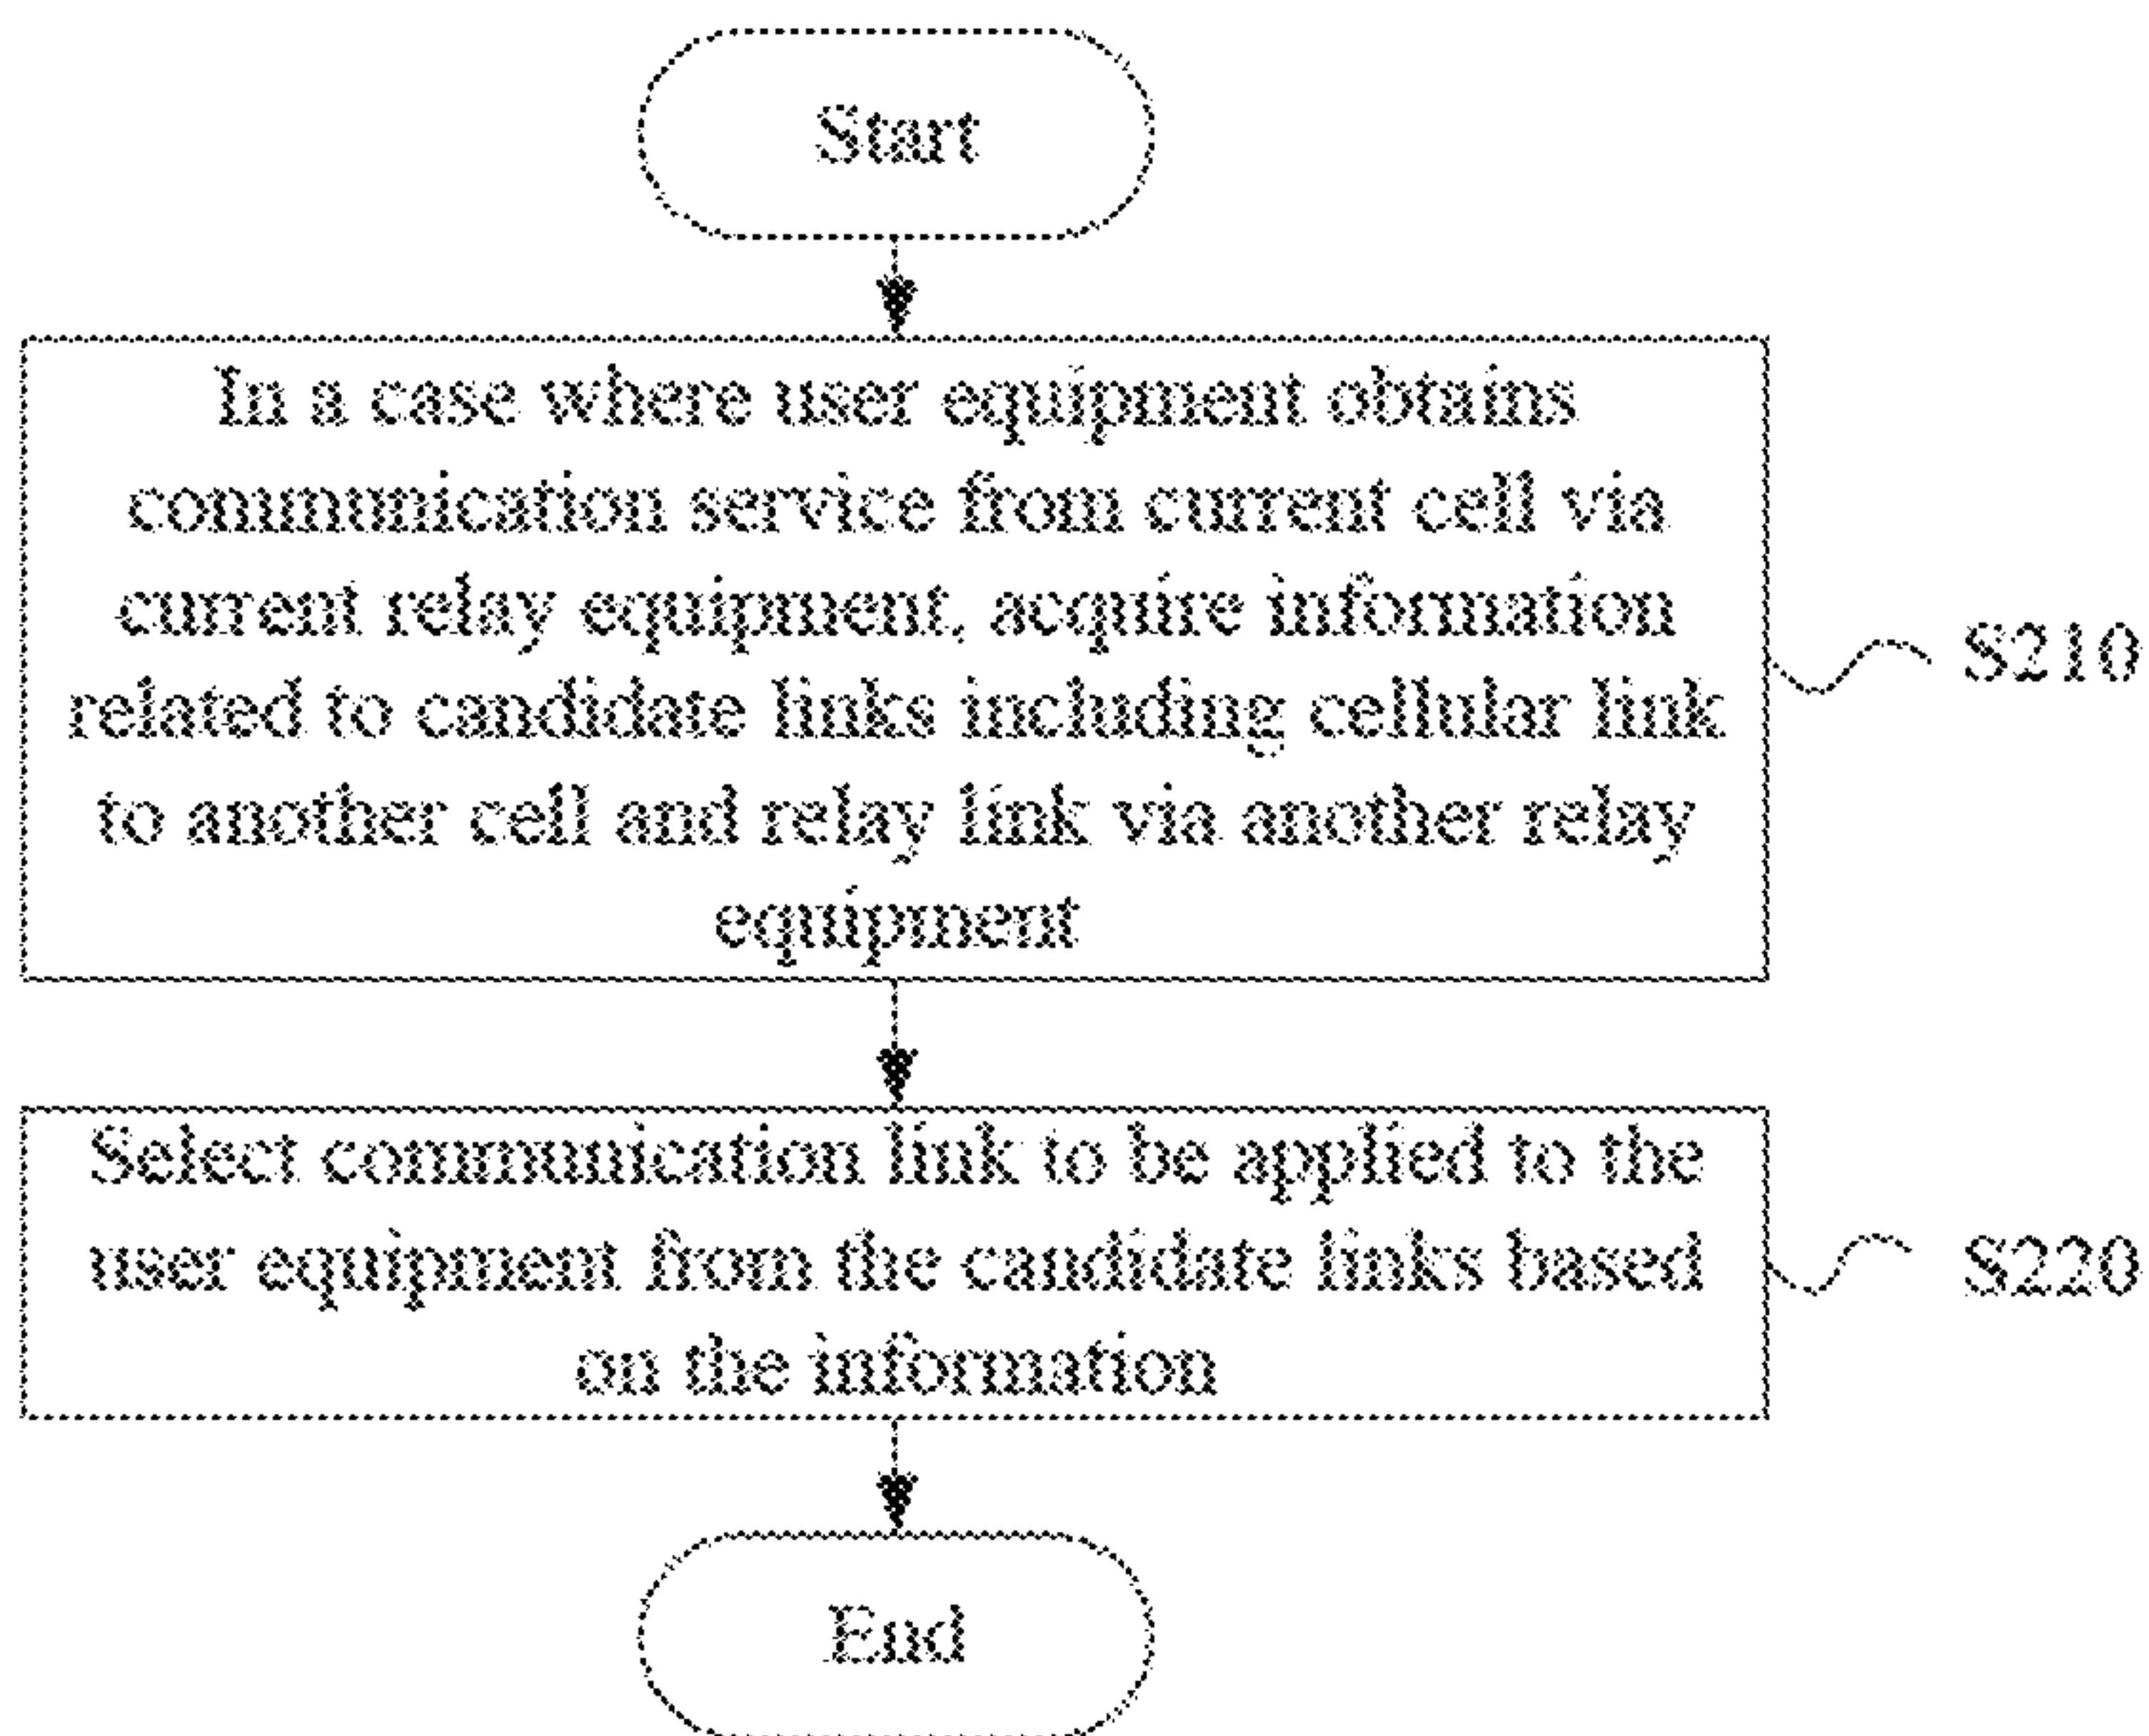 Start
In a case where user equipment obtains
communication service from current cell via
current relay equipment, acquire information
related to candidate links including cellular link
to another cell and relay link via another relay
equipment
S210
Select communication link to be applied to the
user equipment from the candidate links based
on the information
S220
End